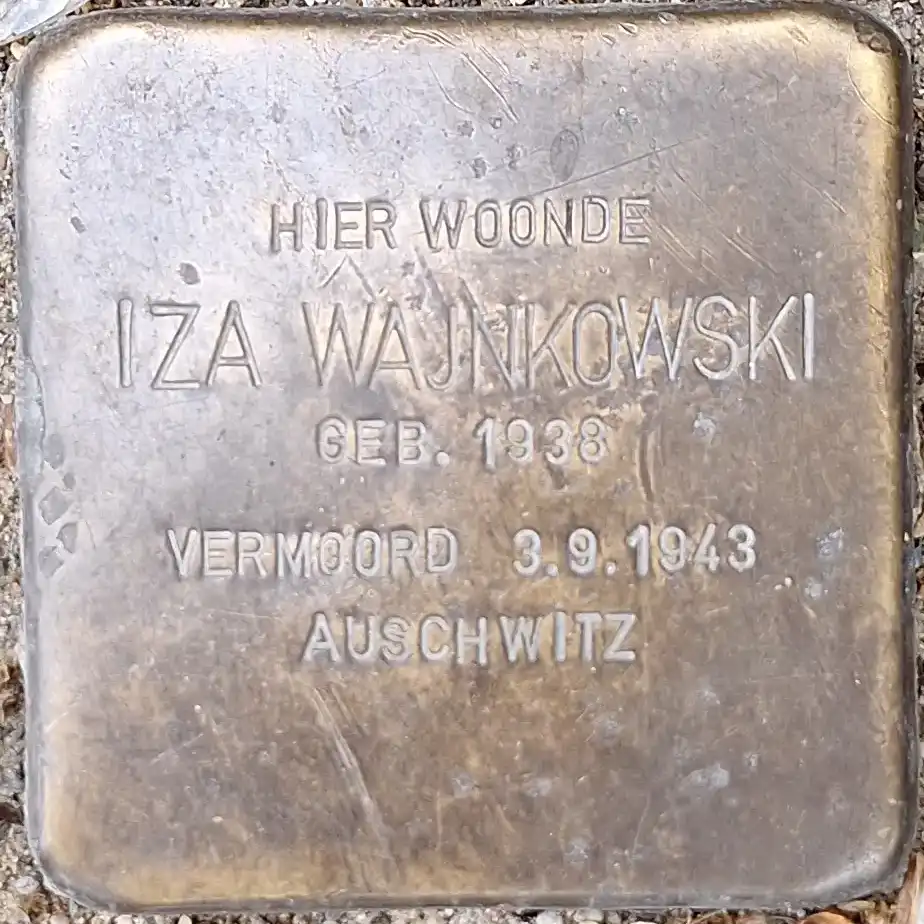 HIER WOONDE
IZA WAJNKOWSKI
GEB. 1938
VERMOORD 3.9.1943
AUSCHWITZ